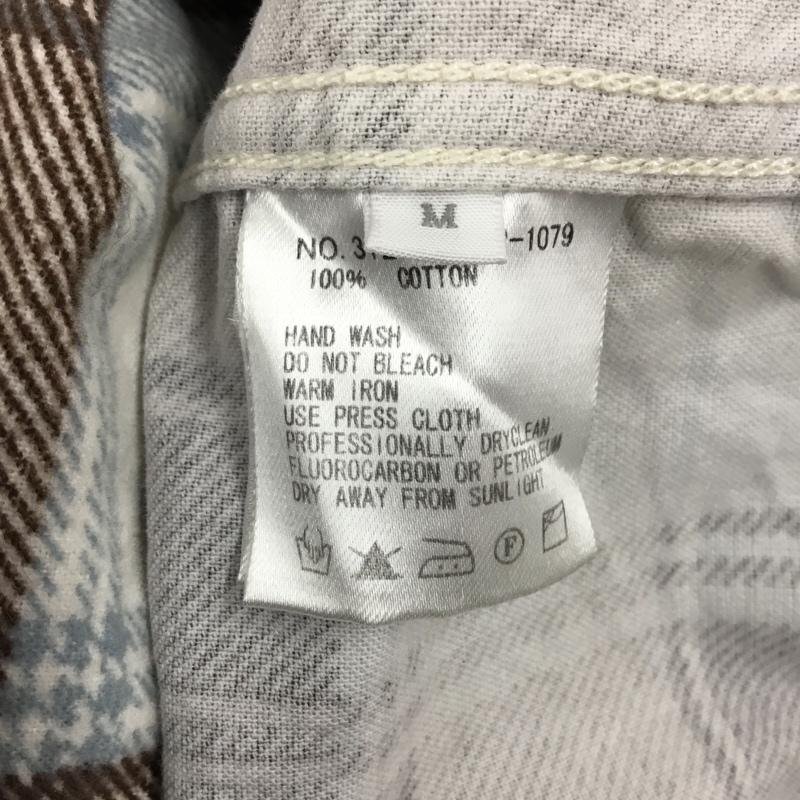 M
NO. 3 -1079
100% COTTON
HAND WASH
DO NOT BLEACH
WARM IRON
USE PRESS CLOTH
PROFESSIONALLY DRYCLEAN
FLUOROCARBON OR PETROLEUM
DRY AWAY FROM SUNLIGHT
F